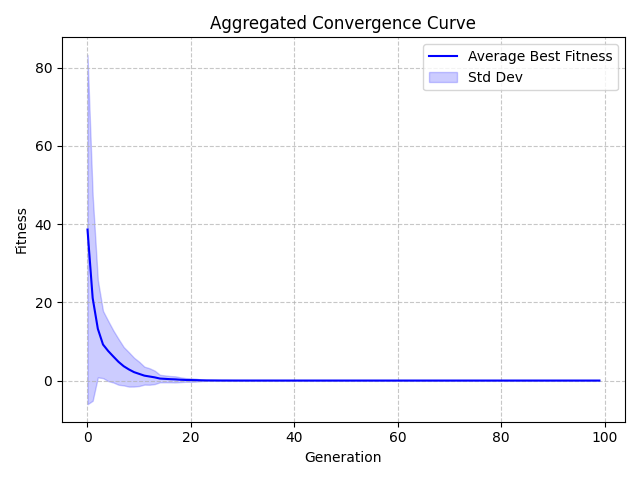 Aggregated Convergence Curve
Average Best Fitness
Std Dev
Fitness
80
60
40
20
0
0 20 40 60 80 100
Generation